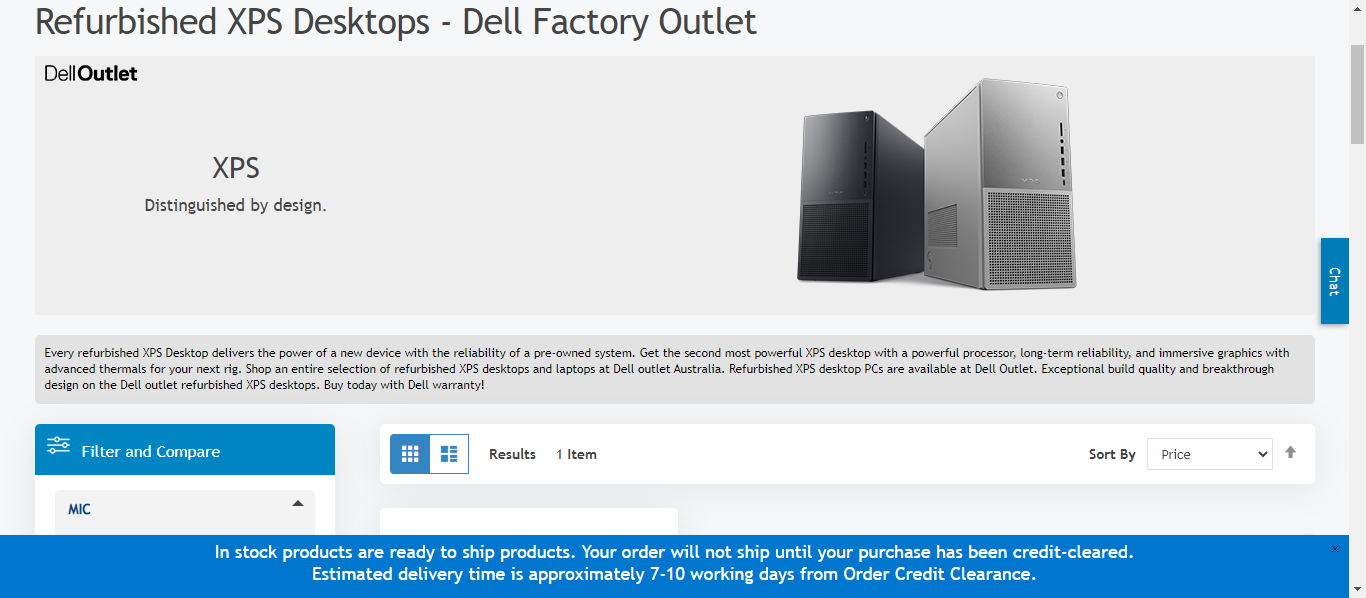 Refurbished XPS Desktops - Dell Factory Outlet
DellOutlet
XPS
Distinguished by design.
Chat
Every refurbished XPS Desktop delivers the power of a new device with the reliability of a pre-owned system. Get the second most powerful XPS desktop with a powerful processor, long-term reliability, and immersive graphics with
advanced thermals for your next rig. Shop an entire selection of refurbished XPS desktops and laptops at Dell outlet Australia. Refurbished XPS desktop PCs are available at Dell Outlet. Exceptional build quality and breakthrough
design on the Dell outlet refurbished XPS desktops. Buy today with Dell warranty!
Filter and Compare
Results 1 Item
Sort By Price
MIC
In stock products are ready to ship products. Your order will not ship until your purchase has been credit-cleared.
Estimated delivery time is approximately 7-10 working days from Order Credit Clearance.